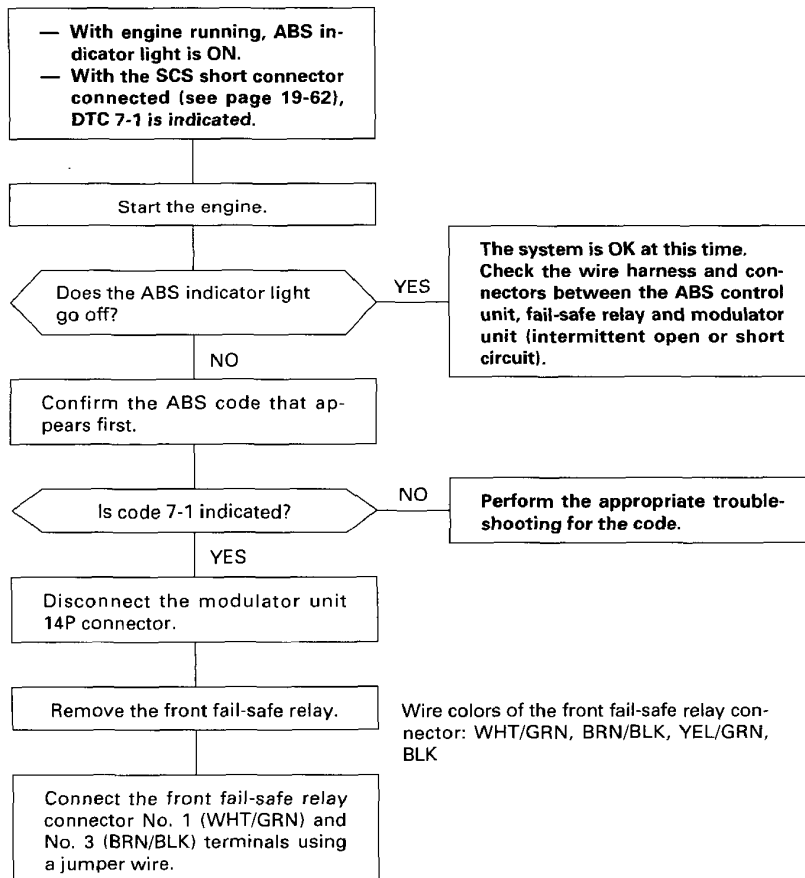 — With engine running, ABS in-
dicator light is ON.
— With the SCS short connector
connected (see page 19-62),
DTC 7-1 is indicated.
Start the engine.
Does the ABS indicator light
go off?
YES
The system is OK at this time.
Check the wire harness and con-
nectors between the ABS control
unit, fail-safe relay and modulator
unit (intermittent open or short
circuit).
NO
Confirm the ABS code that ap-
pears first.
Is code 7-1 indicated?
NO
Perform the appropriate trouble-
shooting for the code.
YES
Disconnect the modulator unit
14P connector.
Remove the front fail-safe relay.
Wire colors of the front fail-safe relay con-
nector: WHT/GRN, BRN/BLK, YEL/GRN,
BLK
Connect the front fail-safe relay
connector No. 1 (WHT/GRN) and
No. 3 (BRN/BLK) terminals using
a jumper wire.